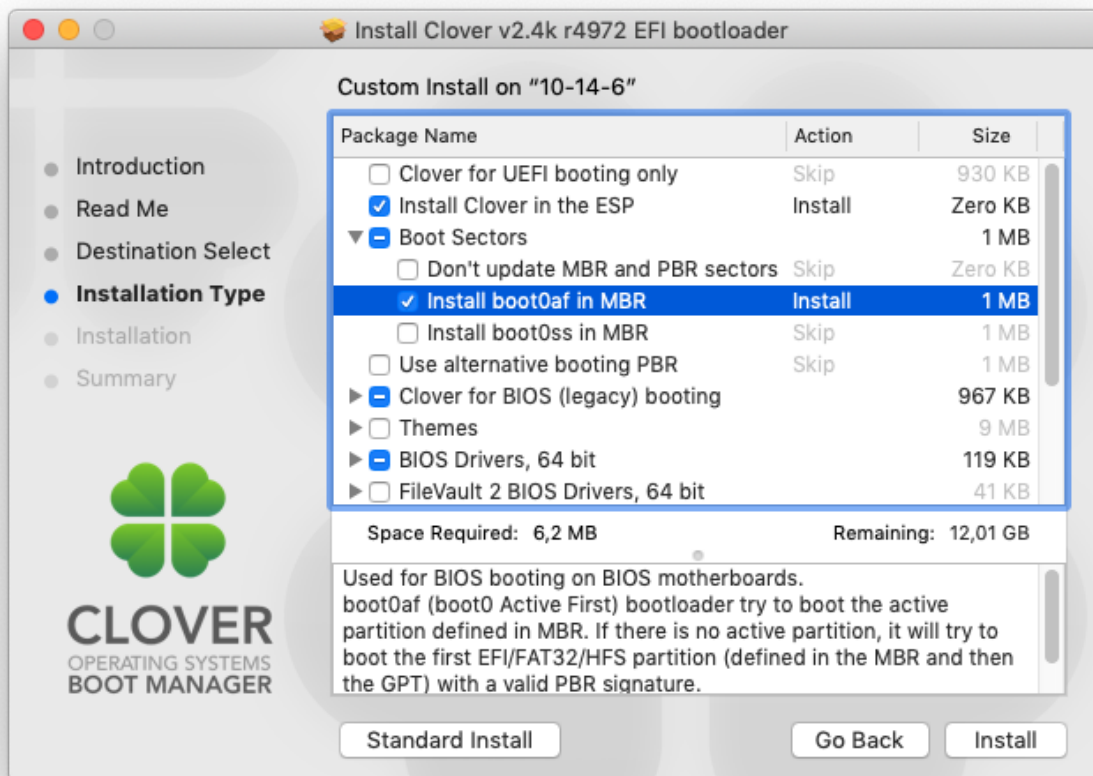 Install Clover v2.4k r4972 EFI bootloader
Custom Install on “10-14-6”
Introduction
Read Me
Destination Select
Installation Type
Installation
Summary
Package Name Action Size
Clover for UEFI booting only Skip 930 KB
Install Clover in the ESP Install Zero KB
Boot Sectors 1 MB
Don't update MBR and PBR sectors Skip Zero KB
Install boot0af in MBR Install 1 MB
Install boot0ss in MBR Skip 1 MB
Use alternative booting PBR Skip 1 MB
Clover for BIOS (legacy) booting 967 KB
Themes 9 MB
BIOS Drivers, 64 bit 119 KB
FileVault 2 BIOS Drivers, 64 bit 41 KB
Space Required: 6,2 MB Remaining: 12,01 GB
Used for BIOS booting on BIOS motherboards.
boot0af (boot0 Active First) bootloader try to boot the active
partition defined in MBR. If there is no active partition, it will try to
boot the first EFI/FAT32/HFS partition (defined in the MBR and then
the GPT) with a valid PBR signature.
CLOVER
OPERATING SYSTEMS
BOOT MANAGER
Standard Install Go Back Install